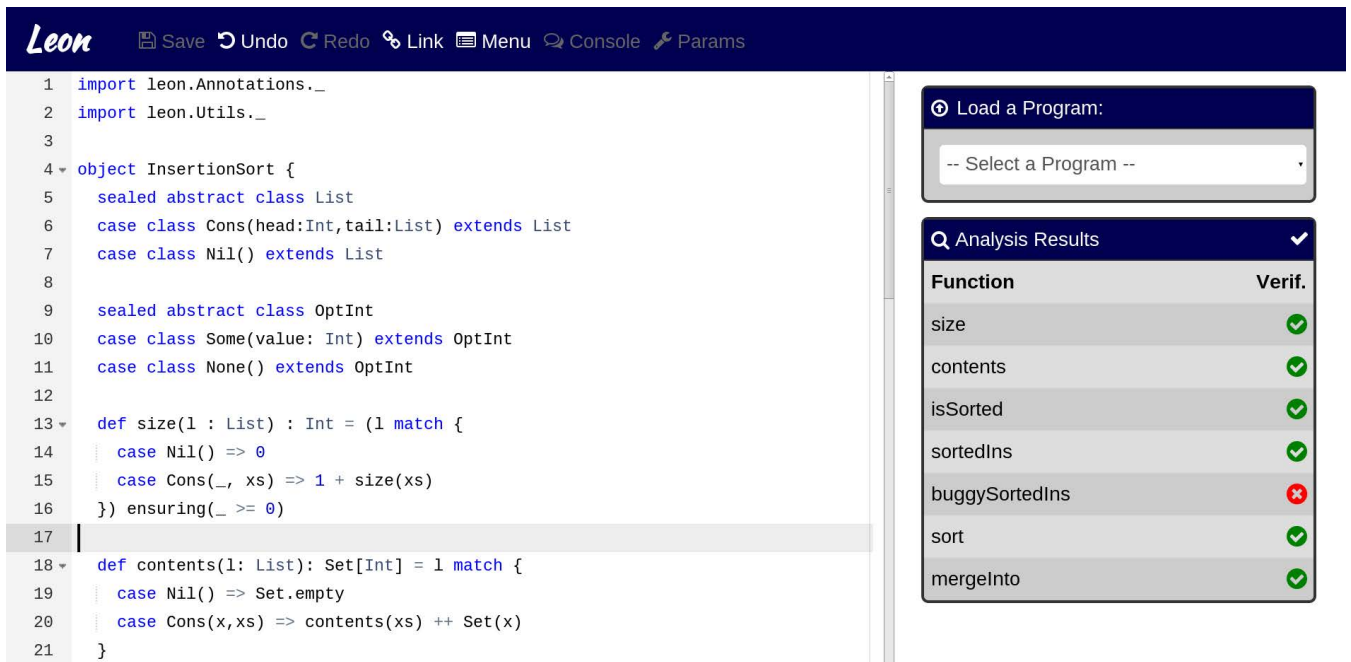 Leon Save Undo Redo Link Menu Console Params
1 import leon.Annotations._
2 import leon.Utils._
3
4 object InsertionSort {
5   sealed abstract class List
6   case class Cons(head:Int,tail:List) extends List
7   case class Nil() extends List
8
9   sealed abstract class OptInt
10   case class Some(value: Int) extends OptInt
11   case class None() extends OptInt
12
13   def size(l : List) : Int = (l match {
14     case Nil() => 0
15     case Cons(_, xs) => 1 + size(xs)
16   }) ensuring(_ >= 0)
17
18   def contents(l: List): Set[Int] = l match {
19     case Nil() => Set.empty
20     case Cons(x,xs) => contents(xs) ++ Set(x)
21   }
Load a Program:
-- Select a Program --
Analysis Results
Function Verif.
size
contents
isSorted
sortedIns
buggySortedIns
sort
mergeInto